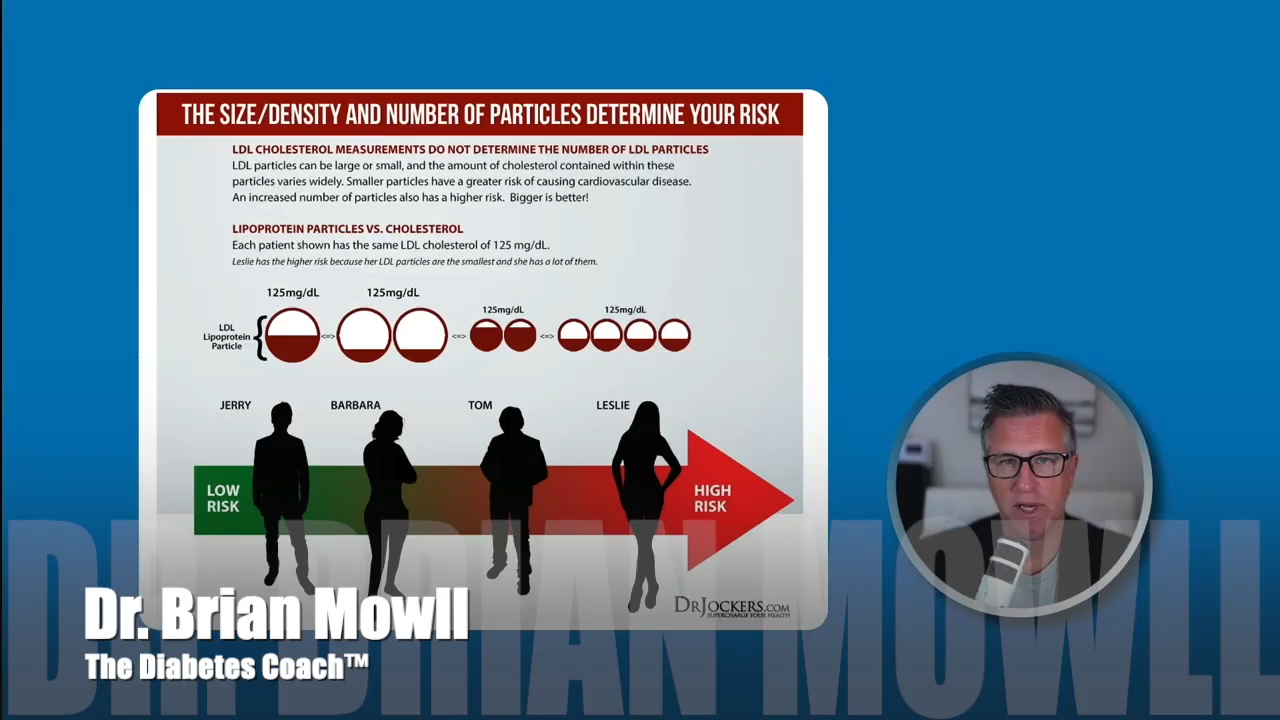 THE SIZE/DENSITY AND NUMBER OF PARTICLES DETERMINE YOUR RISK
LDL CHOLESTEROL MEASUREMENTS DO NOT DETERMINE THE NUMBER OF LDL PARTICLES
LDL particles can be large or small, and the amount of cholesterol contained within these
particles varies widely. Smaller particles have a greater risk of causing cardiovascular disease.
An increased number of particles also has a higher risk. Bigger is better!
LIPOPROTEIN PARTICLES VS. CHOLESTEROL
Each patient shown has the same LDL cholesterol of 125 mg/dL.
Leslie has the higher risk because her LDL particles are the smallest and she has a lot of them.
125mg/dL 125mg/dL 125mg/dL 125mg/dL
LDL
Lipoprotein
Particle
<=> <=> <=>
JERRY BARBARA TOM LESLIE
LOW
RISK
HIGH
RISK
DRJOCKERS.COM
SUPERCHARGE YOUR HEALTH
DR. BRIAN MOWLL
Dr. Brian Mowll
The Diabetes Coach™